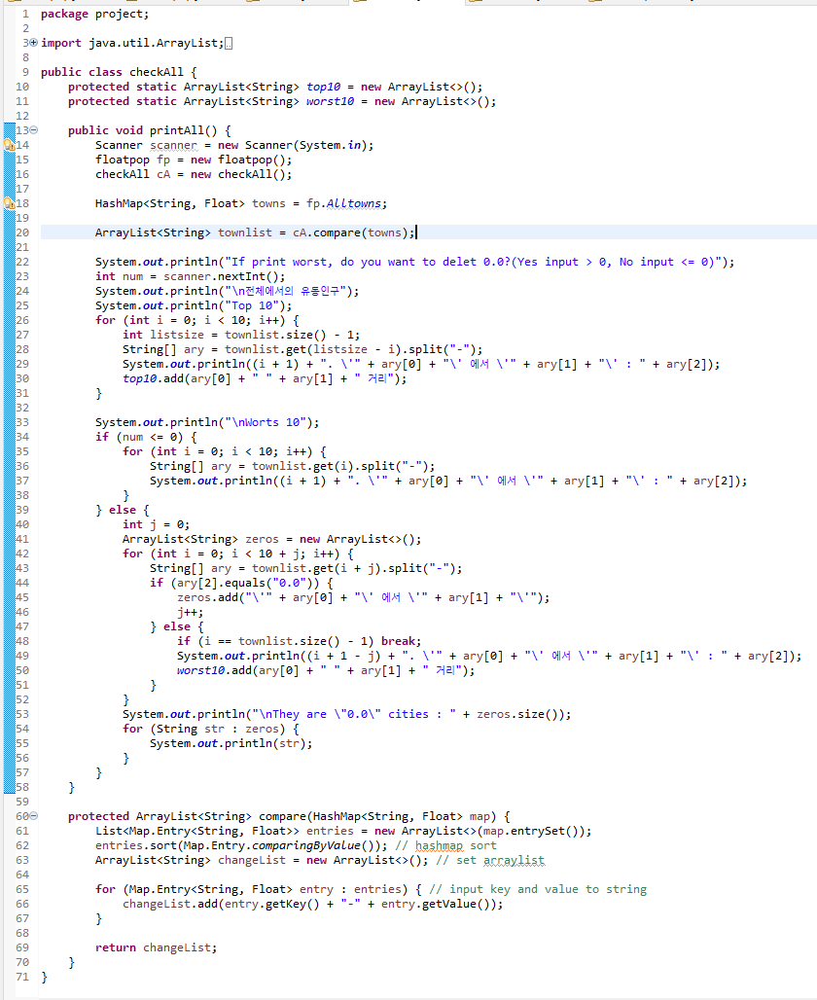 1 package project;
2
3 import java.util.ArrayList;
8
9 public class checkAll {
10 protected static ArrayList<String> top10 = new ArrayList<>();
11 protected static ArrayList<String> worst10 = new ArrayList<>();
12
13 public void printAll() {
14 Scanner scanner = new Scanner(System.in);
15 floatpop fp = new floatpop();
16 checkAll cA = new checkAll();
17
18 HashMap<String, Float> towns = fp.Alltowns;
19
20 ArrayList<String> townlist = cA.compare(towns);
21
22 System.out.println("If print worst, do you want to delet 0.0?(Yes input > 0, No input <= 0)");
23 int num = scanner.nextInt();
24 System.out.println("\n전체에서의 유동인구");
25 System.out.println("Top 10");
26 for (int i = 0; i < 10; i++) {
27 int listsize = townlist.size() - 1;
28 String[] ary = townlist.get(listsize - i).split("-");
29 System.out.println((i + 1) + ". \'" + ary[0] + "\' 에서 \'" + ary[1] + "\' : " + ary[2]);
30 top10.add(ary[0] + " " + ary[1] + " 거리");
31 }
32
33 System.out.println("\nWorts 10");
34 if (num <= 0) {
35 for (int i = 0; i < 10; i++) {
36 String[] ary = townlist.get(i).split("-");
37 System.out.println((i + 1) + ". \'" + ary[0] + "\' 에서 \'" + ary[1] + "\' : " + ary[2]);
38 }
39 } else {
40 int j = 0;
41 ArrayList<String> zeros = new ArrayList<>();
42 for (int i = 0; i < 10 + j; i++) {
43 String[] ary = townlist.get(i + j).split("-");
44 if (ary[2].equals("0.0")) {
45 zeros.add("\'" + ary[0] + "\' 에서 \'" + ary[1] + "\'");
46 j++;
47 } else {
48 if (i == townlist.size() - 1) break;
49 System.out.println((i + 1 - j) + ". \'" + ary[0] + "\' 에서 \'" + ary[1] + "\' : " + ary[2]);
50 worst10.add(ary[0] + " " + ary[1] + " 거리");
51 }
52 }
53 System.out.println("\nThey are \"0.0\" cities : " + zeros.size());
54 for (String str : zeros) {
55 System.out.println(str);
56 }
57 }
58 }
59
60 protected ArrayList<String> compare(HashMap<String, Float> map) {
61 List<Map.Entry<String, Float>> entries = new ArrayList<>(map.entrySet());
62 entries.sort(Map.Entry.comparingByValue()); // hashmap sort
63 ArrayList<String> changeList = new ArrayList<>(); // set arraylist
64
65 for (Map.Entry<String, Float> entry : entries) { // input key and value to string
66 changeList.add(entry.getKey() + "-" + entry.getValue());
67 }
68
69 return changeList;
70 }
71 }